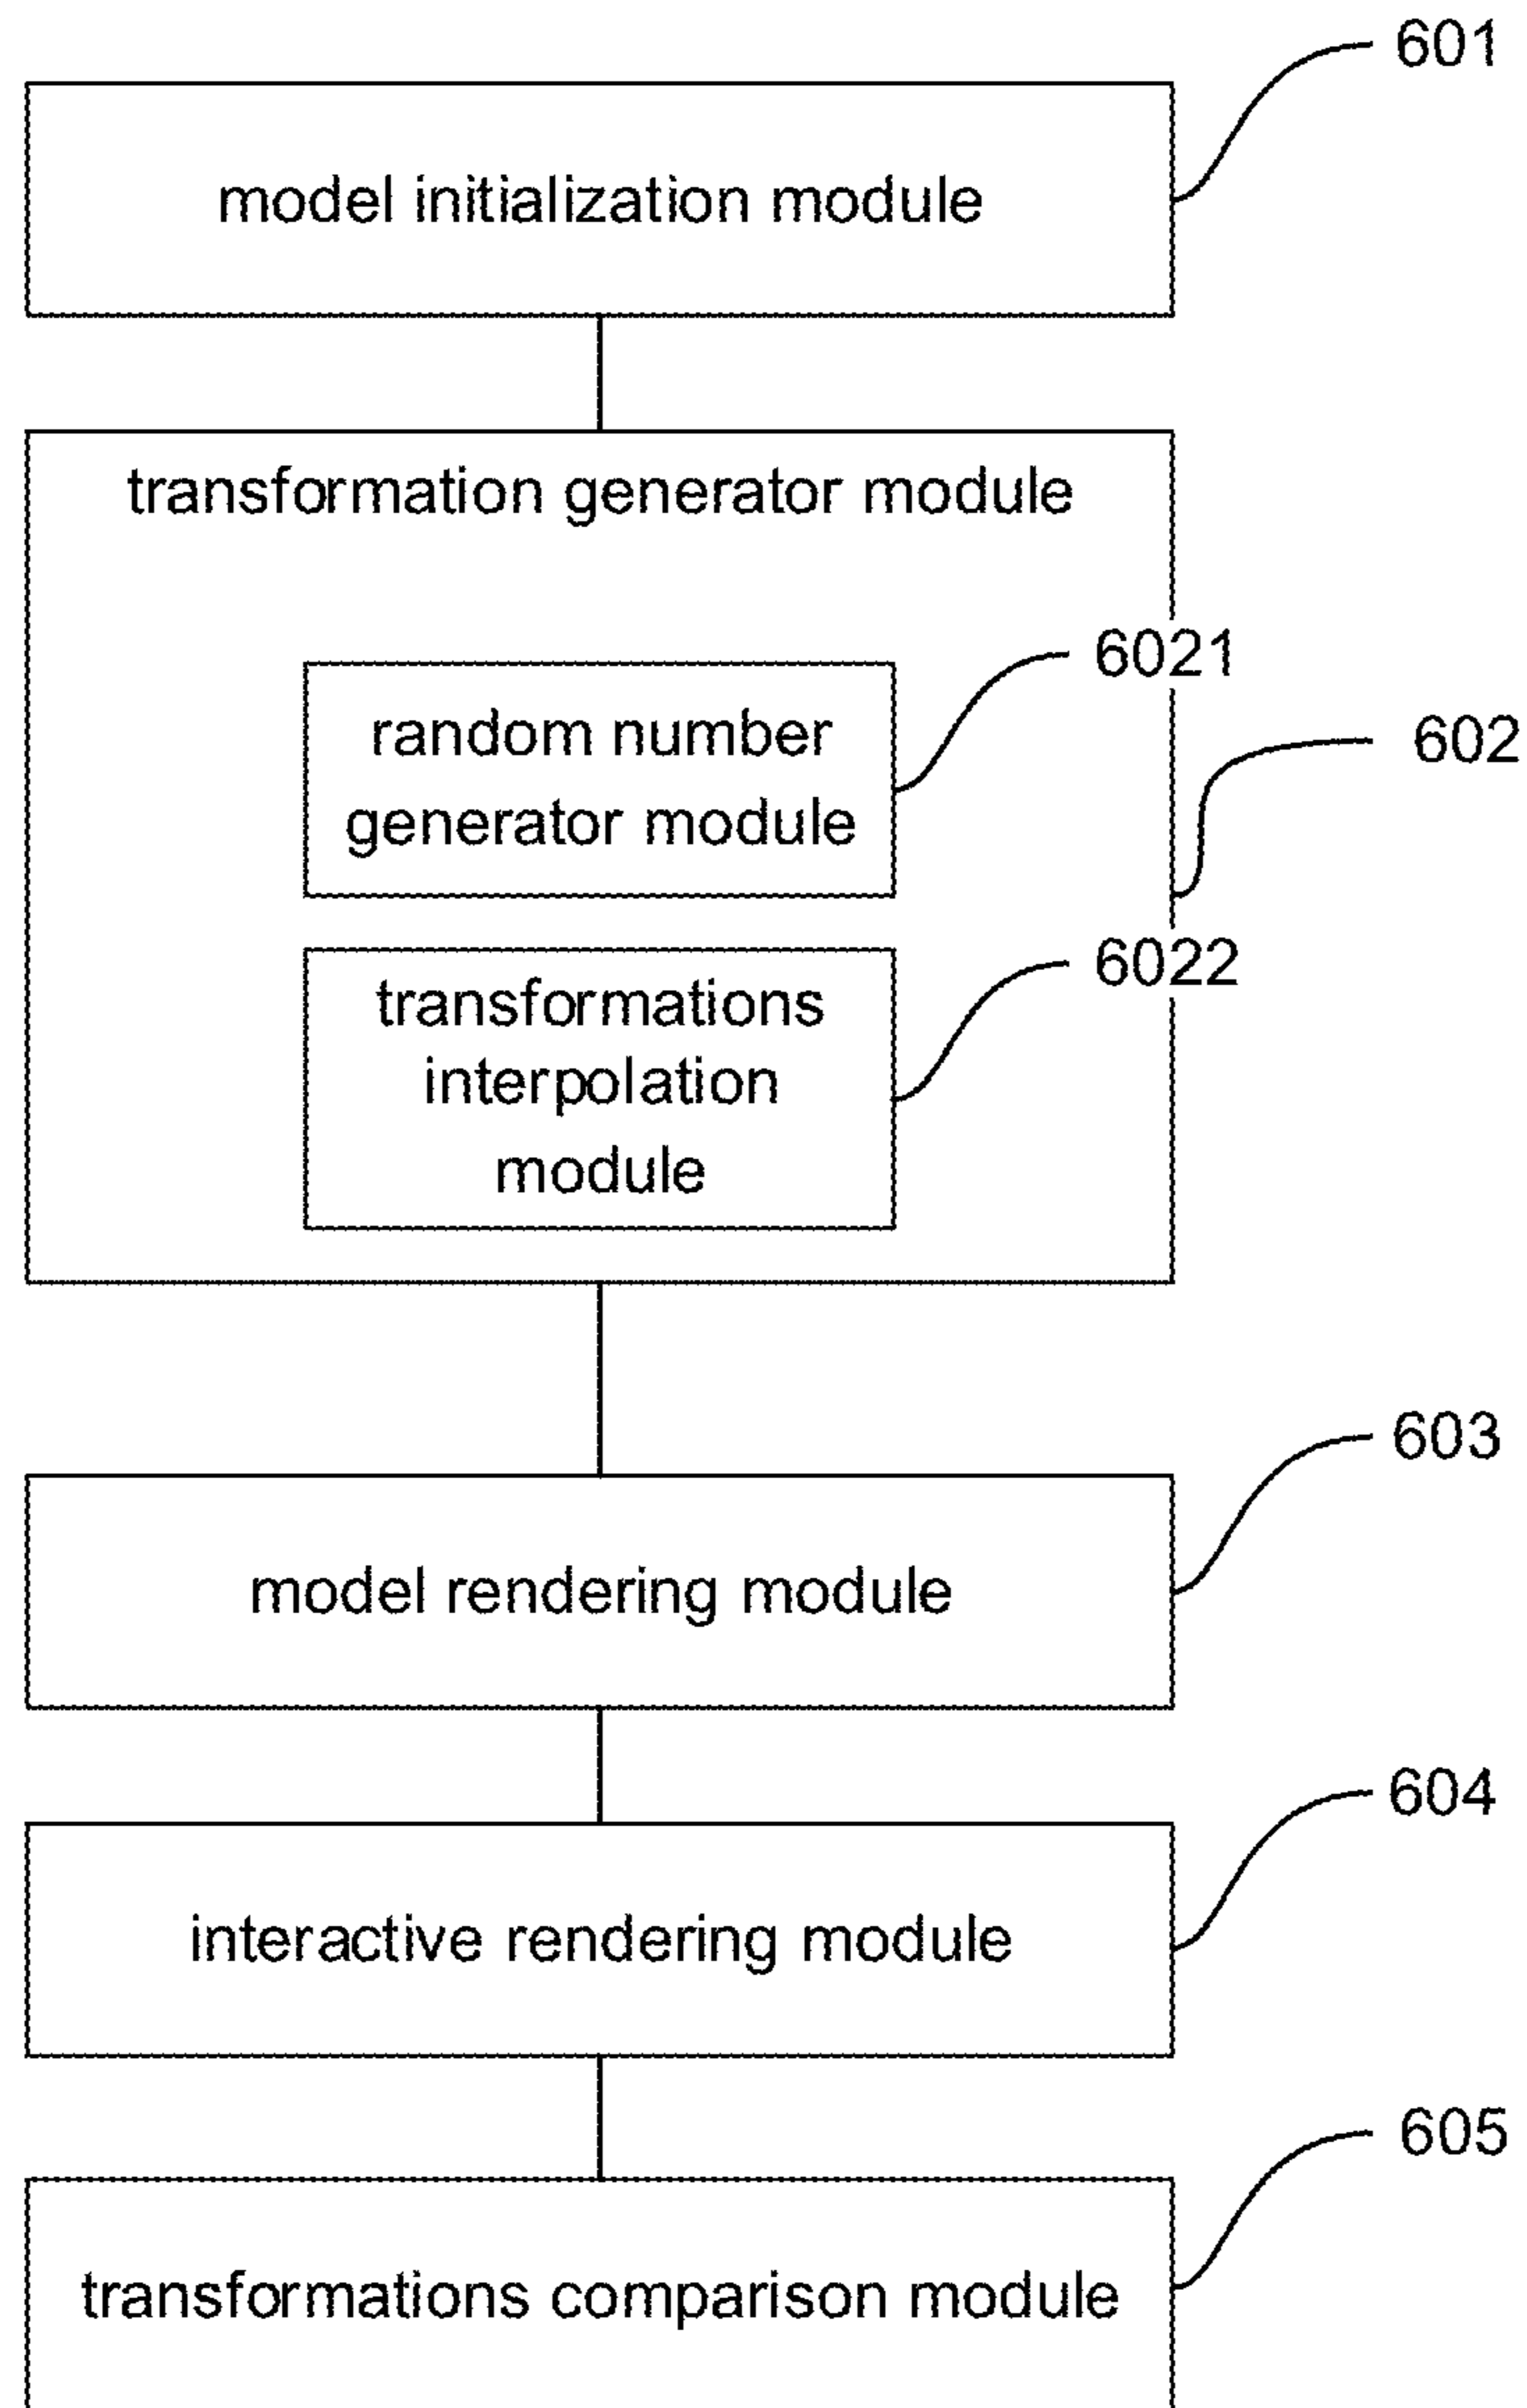 601
model initialization module
transformation generator module
6021
random number
generator module
602
6022
transformations
interpolation
module
603
model rendering module
604
interactive rendering module
605
transformations comparison module